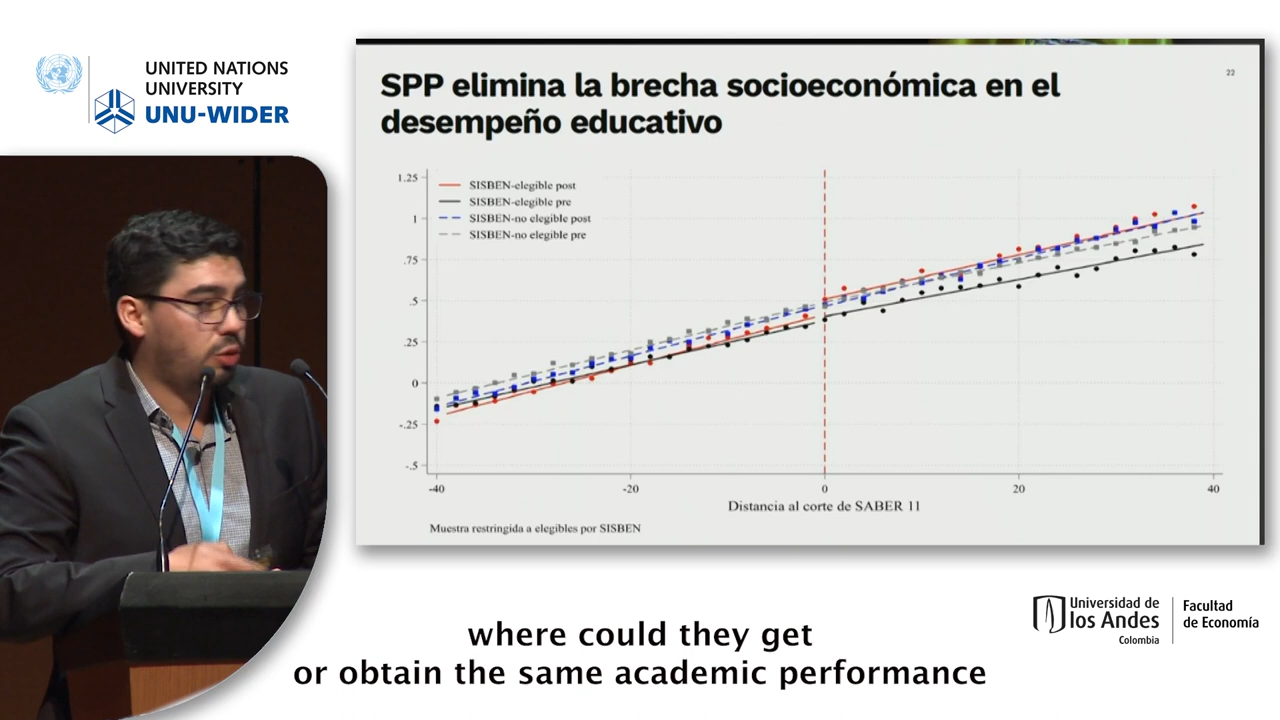 UNITED NATIONS
UNIVERSITY
UNU-WIDER
22
SPP elimina la brecha socioeconómica en el
desempeño educativo
SISBEN-elegible post
SISBEN-elegible pre
SISBEN-no elegible post
SISBEN-no elegible pre
1.25
1
.75
.5
.25
0
-.25
-.5
-40
-20
0
20
40
Distancia al corte de SABER 11
Muestra restringida a elegibles por SISBEN
Universidad de
los Andes
Colombia
Facultad
de Economía
where could they get
or obtain the same academic performance